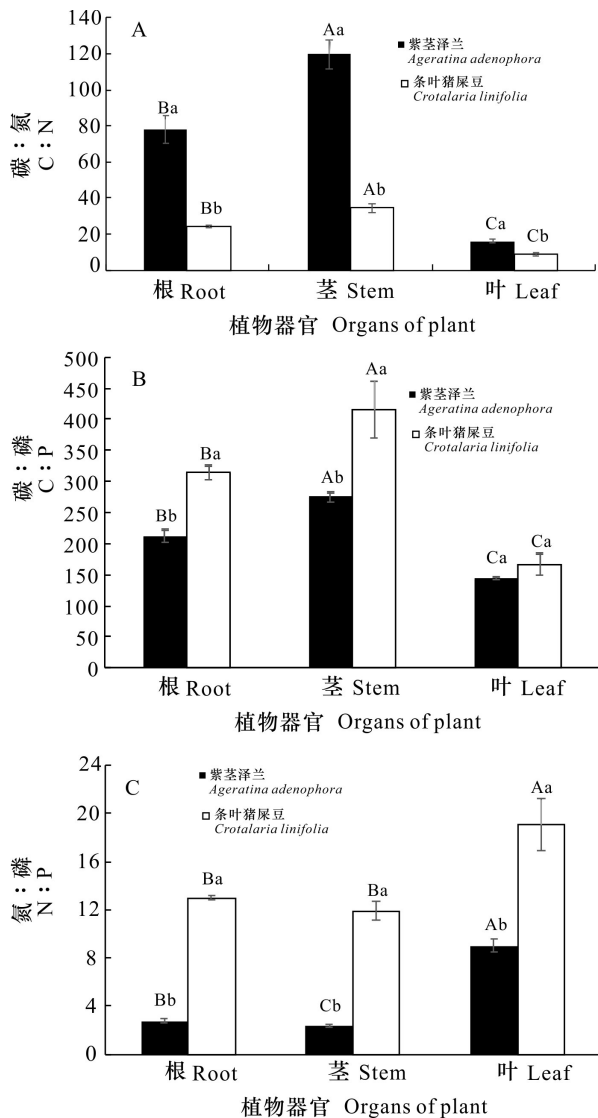 A
碳：氮
C：N
140
120
100
80
60
40
20
0
紫茎泽兰
Ageratina adenophora
条叶猪屎豆
Crotalaria linifolia
Ba
Bb
Aa
Ab
Ca
Cb
根 Root
茎 Stem
叶 Leaf
植物器官 Organs of plant
B
碳：磷
C：P
500
450
400
350
300
250
200
150
100
50
0
紫茎泽兰
Ageratina adenophora
条叶猪屎豆
Crotalaria linifolia
Bb
Ba
Ab
Aa
Ca
Ca
根 Root
茎 Stem
叶 Leaf
植物器官 Organs of plant
C
氮：磷
N：P
24
20
16
12
8
4
0
紫茎泽兰
Ageratina adenophora
条叶猪屎豆
Crotalaria linifolia
Bb
Ba
Cb
Ba
Ab
Aa
根 Root
茎 Stem
叶 Leaf
植物器官 Organs of plant